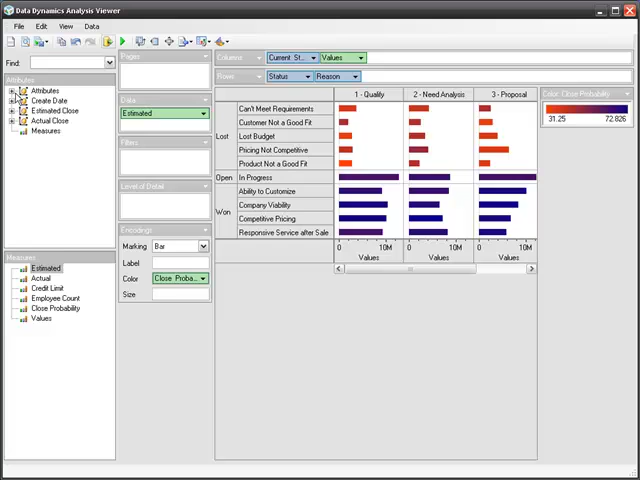 Data Dynamics Analysis Viewer
File Edit View Data
Find:
Attributes
Attributes
Create Date
Estimated Close
Actual Close
Measures
Measures
Estimated
Actual
Credit Limit
Employee Count
Close Probability
Values
Pages
Data
Estimated
Filters
Level of Detail
Encodings
Marking Bar
Label
Color Close Proba...
Size
Columns Current St... Values
Rows Status Reason
1 - Qualify 2 - Need Analysis 3 - Proposal
Lost
Can't Meet Requirements
Customer Not a Good Fit
Lost Budget
Pricing Not Competitive
Product Not a Good Fit
Open In Progress
Won
Ability to Customize
Company Viability
Competitive Pricing
Responsive Service after Sale
0 10M 0 10M 0 10M
Values Values Values
Color: Close Probability
31.25 72.826